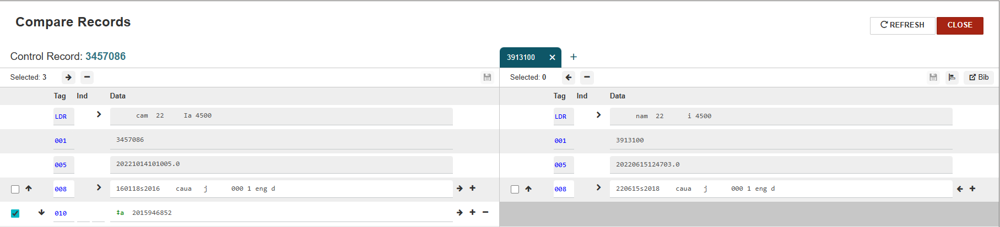 Compare Records
REFRESH CLOSE
Control Record: 3457086
3913100
Selected: 3
Bib
Selected: 0
Tag Ind Data
LDR cam 22 Ia 4500
001 3457086
005 20221014101005.0
008 160118s2016 caua j 000 1 eng d
010 ‡a 2015946852
Tag Ind Data
LDR nam 22 i 4500
001 3913100
005 20220615124703.0
008 220615s2018 caua j 000 1 eng d